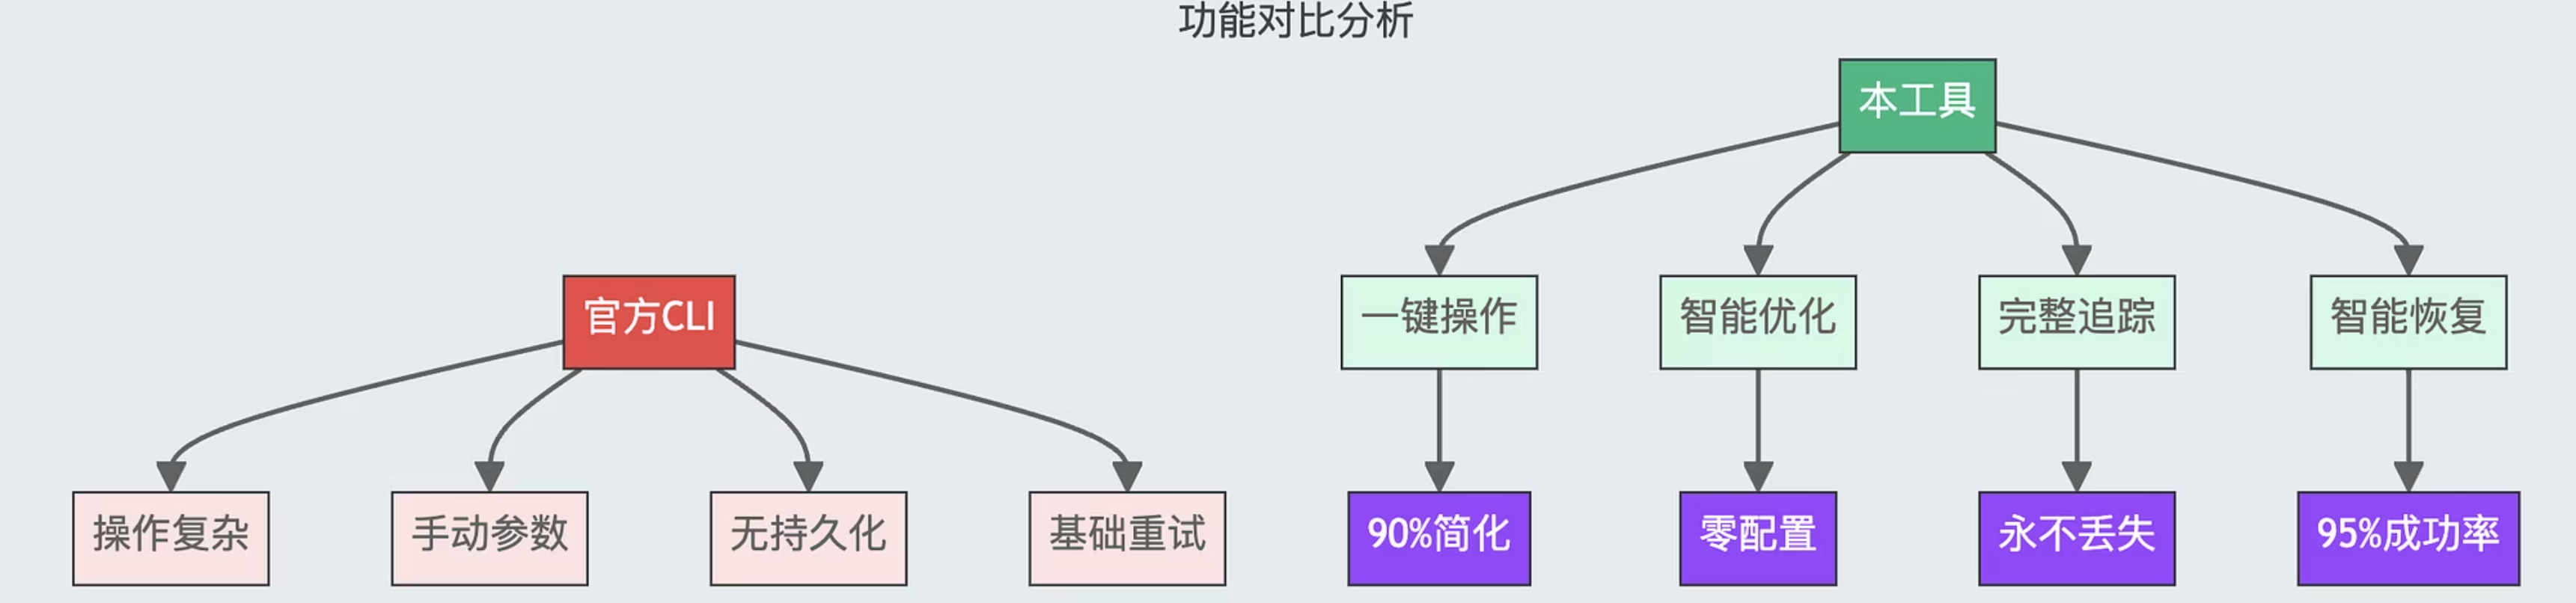 功能对比分析
本工具
官方CLI
一键操作
智能优化
完整追踪
智能恢复
操作复杂
手动参数
无持久化
基础重试
90%简化
零配置
永不丢失
95%成功率